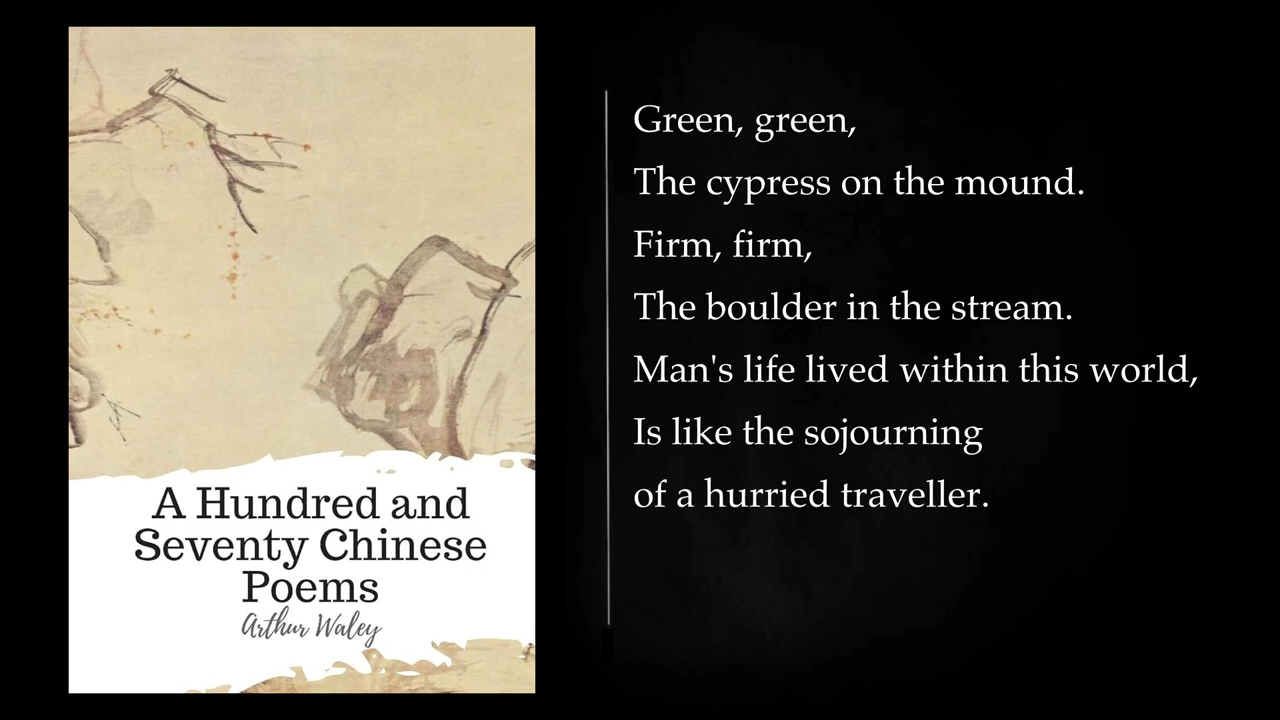 A Hundred and
Seventy Chinese
Poems
Arthur Waley
Green, green,
The cypress on the mound.
Firm, firm,
The boulder in the stream.
Man's life lived within this world,
Is like the sojourning
of a hurried traveller.